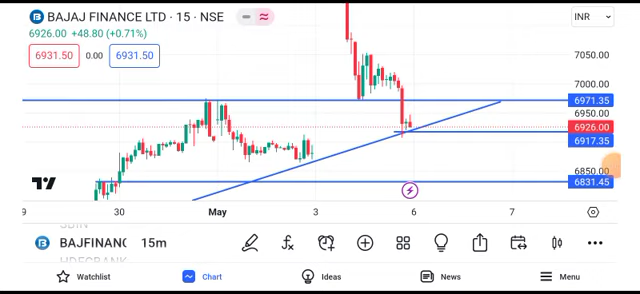 BAJAJ FINANCE LTD · 15 · NSE
INR
6926.00 +48.80 (+0.71%)
6931.50 0.00 6931.50
7050.00
7000.00
6971.35
6950.00
6926.00
6917.35
6850.00
6831.45
9 30 May 3 6 7
BAJFINANC 15m
Watchlist Chart Ideas News Menu